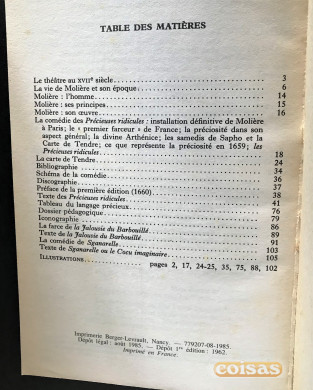 TABLE DES MATIÈRES
Le théâtre au XVIIe siècle 3
La vie de Molière et son époque 6
Molière : l'homme 14
Molière : ses principes 15
Molière : son œuvre 16
La comédie des Précieuses ridicules : installation définitive de Molière
à Paris; le « premier farceur » de France; la préciosité dans son
aspect général; la divine Arthénice; les samedis de Sapho et la
Carte de Tendre; ce que représente la préciosité en 1659; les
Précieuses ridicules 18
La carte de Tendre 24
Bibliographie 34
Schéma de la comédie 36
Discographie 37
Préface de la première édition (1660) 38
Texte des Précieuses ridicules 41
Tableau du langage précieux 76
Dossier pédagogique 79
Iconographie 86
La farce de la Jalousie du Barbouillé 89
Texte de la Jalousie du Barbouillé 91
La comédie de Sganarelle 103
Texte de Sganarelle ou le Cocu imaginaire
ILLUSTRATIONS pages 2, 17, 24-25, 35, 75, 88, 102
Imprimerie Berger-Levrault, Nancy. — 779207-08-1985.
Dépôt légal : août 1985. — Dépôt 1re édition : 1962.
Imprimé en France.
coisas